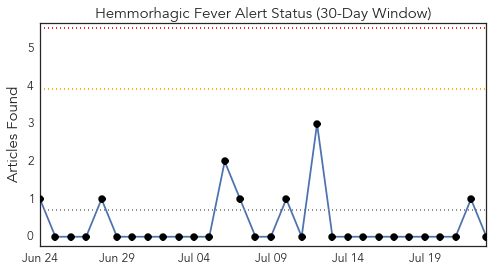 Hemmorhagic Fever Alert Status (30-Day Window)
Articles Found
5
4
3
2
1
0
Jun 24 Jun 29 Jul 04 Jul 09 Jul 14 Jul 19